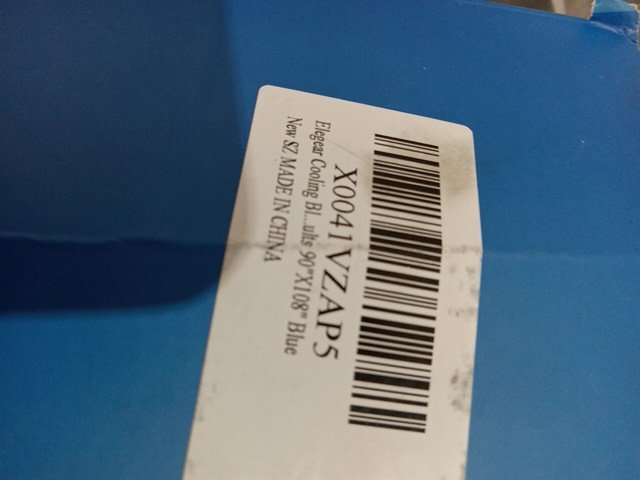 X0041VZAP5
Elegear Cooling Bl...ults 90"X108" Blue
New SZ MADE IN CHINA